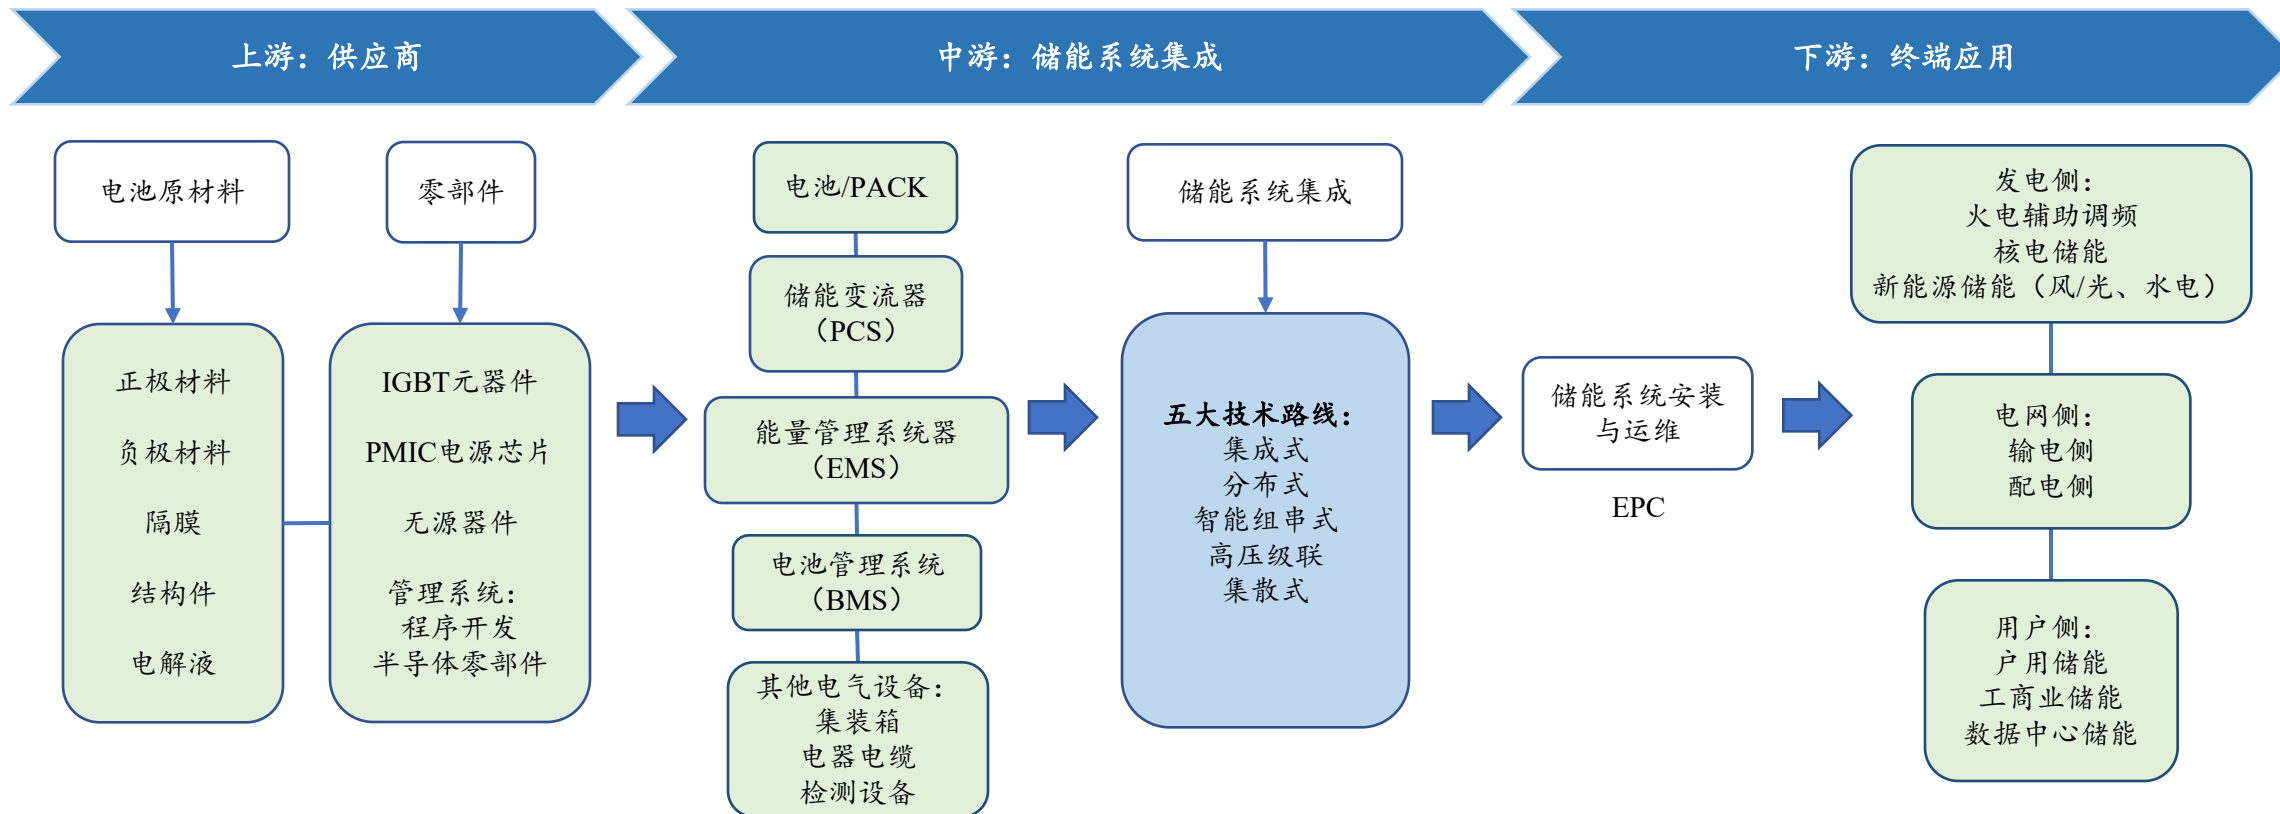 上游：供应商
中游：储能系统集成
下游：终端应用
电池原材料
正极材料
负极材料
隔膜
结构件
电解液
零部件
IGBT元器件
PMIC电源芯片
无源器件
管理系统：
程序开发
半导体零部件
电池/PACK
储能变流器
（PCS）
能量管理系统器
（EMS）
电池管理系统
（BMS）
其他电气设备：
集装箱
电器电缆
检测设备
储能系统集成
五大技术路线：
集成式
分布式
智能组串式
高压级联
集散式
储能系统安装
与运维
EPC
发电侧：
火电辅助调频
核电储能
新能源储能（风/光、水电）
电网侧：
输电侧
配电侧
用户侧：
户用储能
工商业储能
数据中心储能